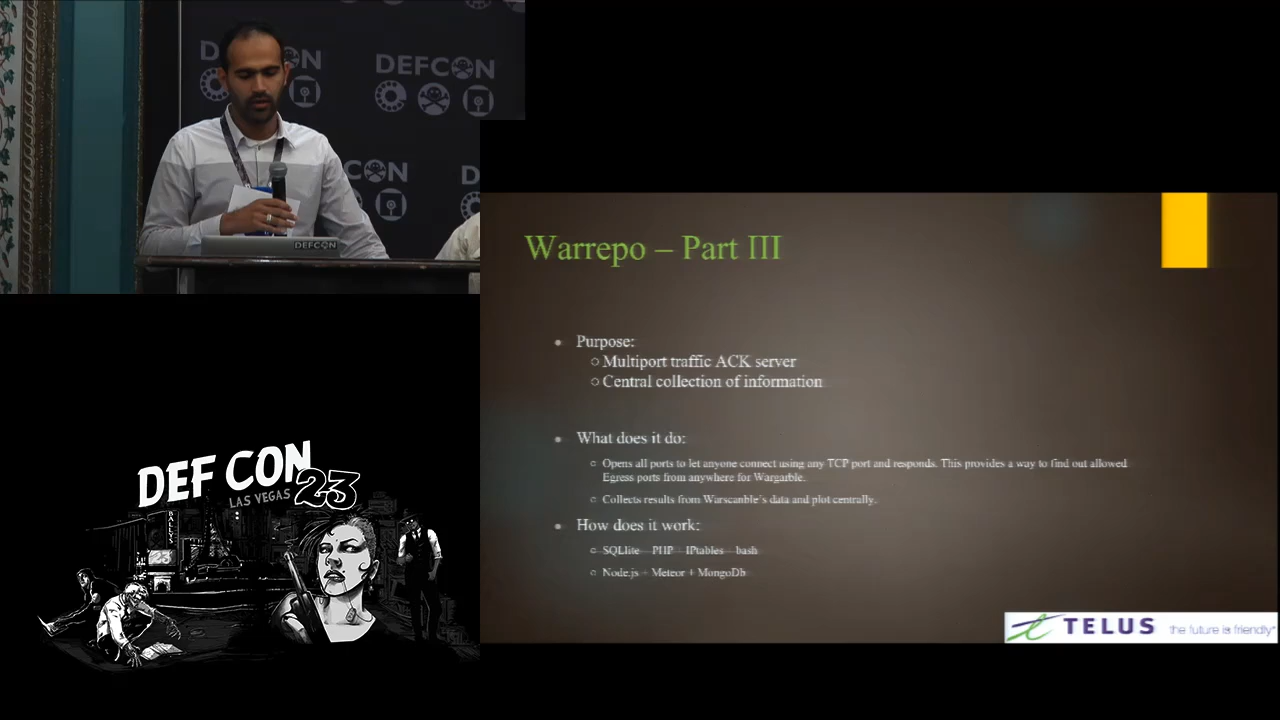 DEFCON
DEFCON
CON
D
DEFCON
Warrepo – Part III
Purpose:
Multiport traffic ACK server
Central collection of information
What does it do:
Opens all ports to let anyone connect using any TCP port and responds. This provides a way to find out allowed
Egress ports from anywhere for Wargarble.
Collects results from Warscanble's data and plot centrally.
How does it work:
SQLlite PHP IPtables bash
Node.js + Meteor + MongoDb
TELUS the future is friendly®
DEF CON
LAS VEGAS 23
BALLYS